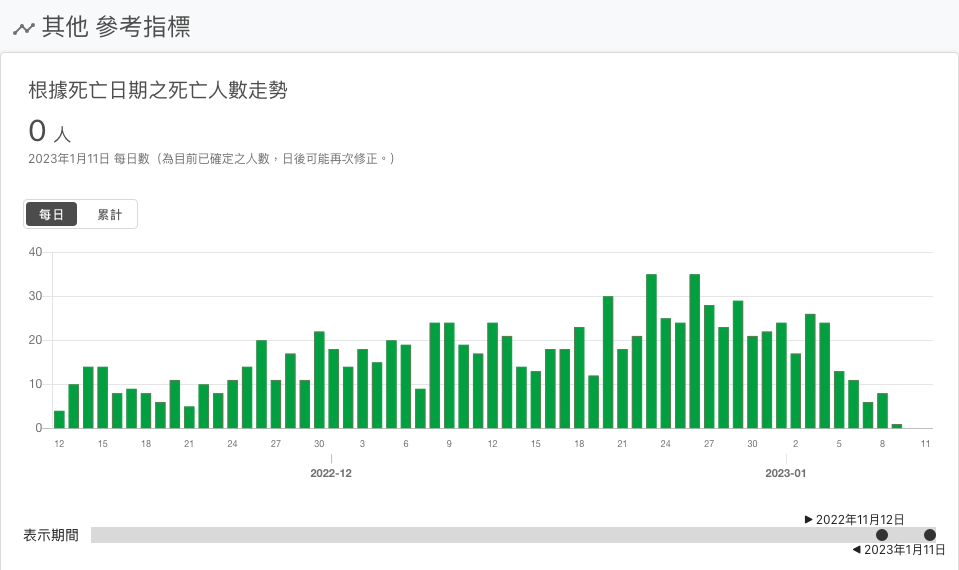 其他 參考指標
根據死亡日期之死亡人數走勢
0 人
2023年1月11日 每日數（為目前已確定之人數，日後可能再次修正。）
每日 累計
40
30
20
10
0
12 15 18 21 24 27 30 3 6 9 12 15 18 21 24 27 30 2 5 8 11
2022-12 2023-01
▶ 2022年11月12日
表示期間
◀ 2023年1月11日